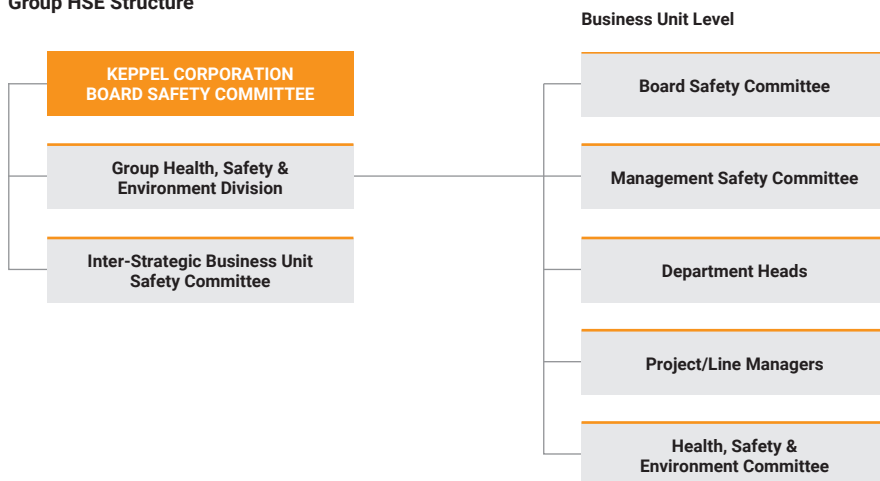 Group HSE Structure
Business Unit Level
KEPPEL CORPORATION
BOARD SAFETY COMMITTEE
Group Health, Safety &
Environment Division
Inter-Strategic Business Unit
Safety Committee
Board Safety Committee
Management Safety Committee
Department Heads
Project/Line Managers
Health, Safety &
Environment Committee